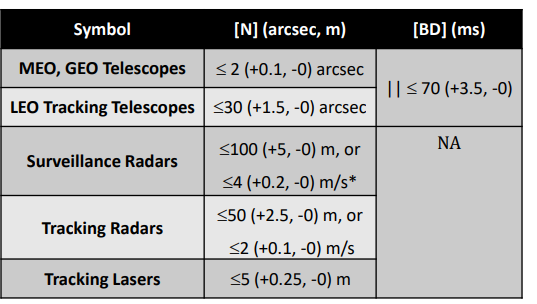 Symbol [N] (arcsec, m) [BD] (ms)
MEO, GEO Telescopes ≤ 2 (+0.1, -0) arcsec
|| ≤ 70 (+3.5, -0)
LEO Tracking Telescopes ≤30 (+1.5, -0) arcsec
Surveillance Radars
≤100 (+5, -0) m, or
≤4 (+0.2, -0) m/s*
NA
Tracking Radars
≤50 (+2.5, -0) m, or
≤2 (+0.1, -0) m/s
Tracking Lasers ≤5 (+0.25, -0) m